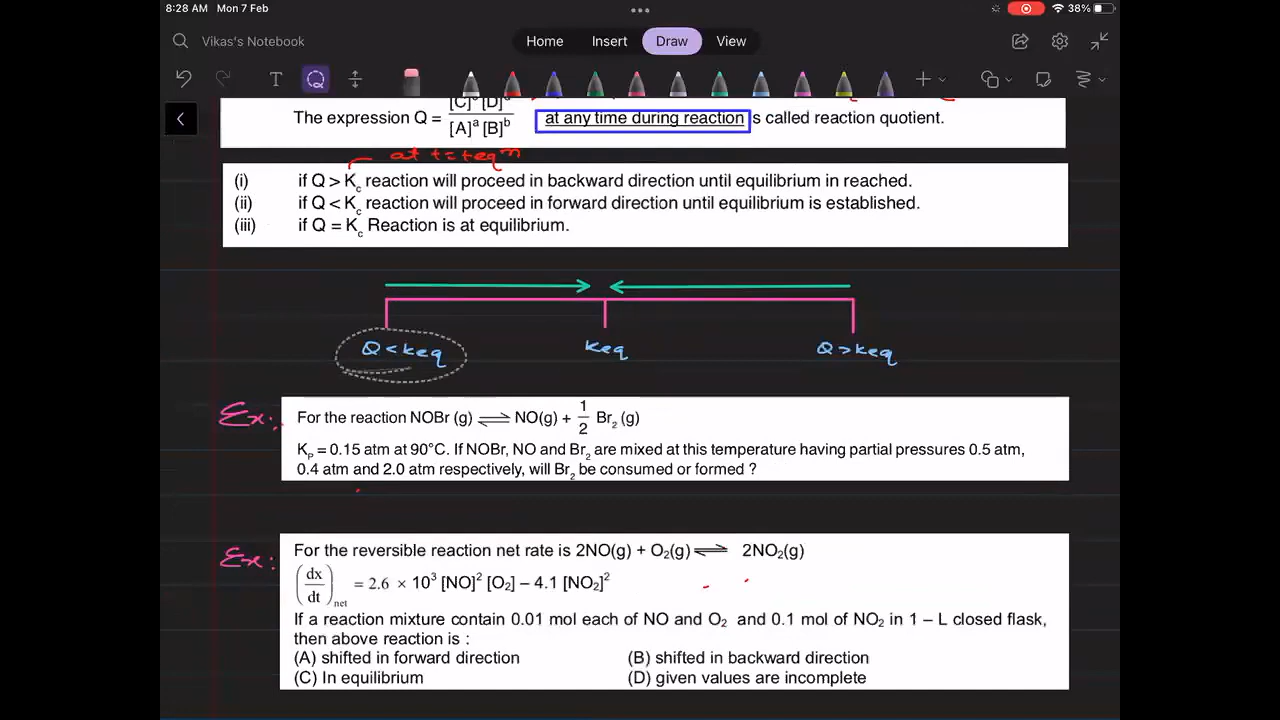 8:28 AM Mon 7 Feb
38%
Vikas's Notebook
Home Insert Draw View
The expression Q = [C]ᶜ [D]ᵈ / [A]ᵃ [B]ᵇ at any time during reaction is called reaction quotient.
at t = teqⁿ
(i) if Q > Kc reaction will proceed in backward direction until equilibrium in reached.
(ii) if Q < Kc reaction will proceed in forward direction until equilibrium is established.
(iii) if Q = Kc Reaction is at equilibrium.
Q < keq keq Q > keq
Ex:
For the reaction NOBr (g) ⇌ NO(g) + 1/2 Br₂ (g)
K_P = 0.15 atm at 90°C. If NOBr, NO and Br₂ are mixed at this temperature having partial pressures 0.5 atm,
0.4 atm and 2.0 atm respectively, will Br₂ be consumed or formed ?
Ex:
For the reversible reaction net rate is 2NO(g) + O₂(g) ⇌ 2NO₂(g)
(dx/dt)net = 2.6 × 10³ [NO]² [O₂] – 4.1 [NO₂]²
If a reaction mixture contain 0.01 mol each of NO and O₂ and 0.1 mol of NO₂ in 1 – L closed flask,
then above reaction is :
(A) shifted in forward direction (B) shifted in backward direction
(C) In equilibrium (D) given values are incomplete